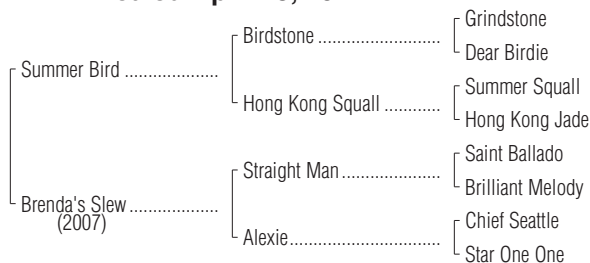 Grindstone
Birdstone ...........................
Dear Birdie
Summer Bird .....................
Summer Squall
Hong Kong Squall ............
Hong Kong Jade
Saint Ballado
Straight Man .....................
Brilliant Melody
Brenda's Slew ....................
(2007)
Chief Seattle
Alexie.................................
Star One One